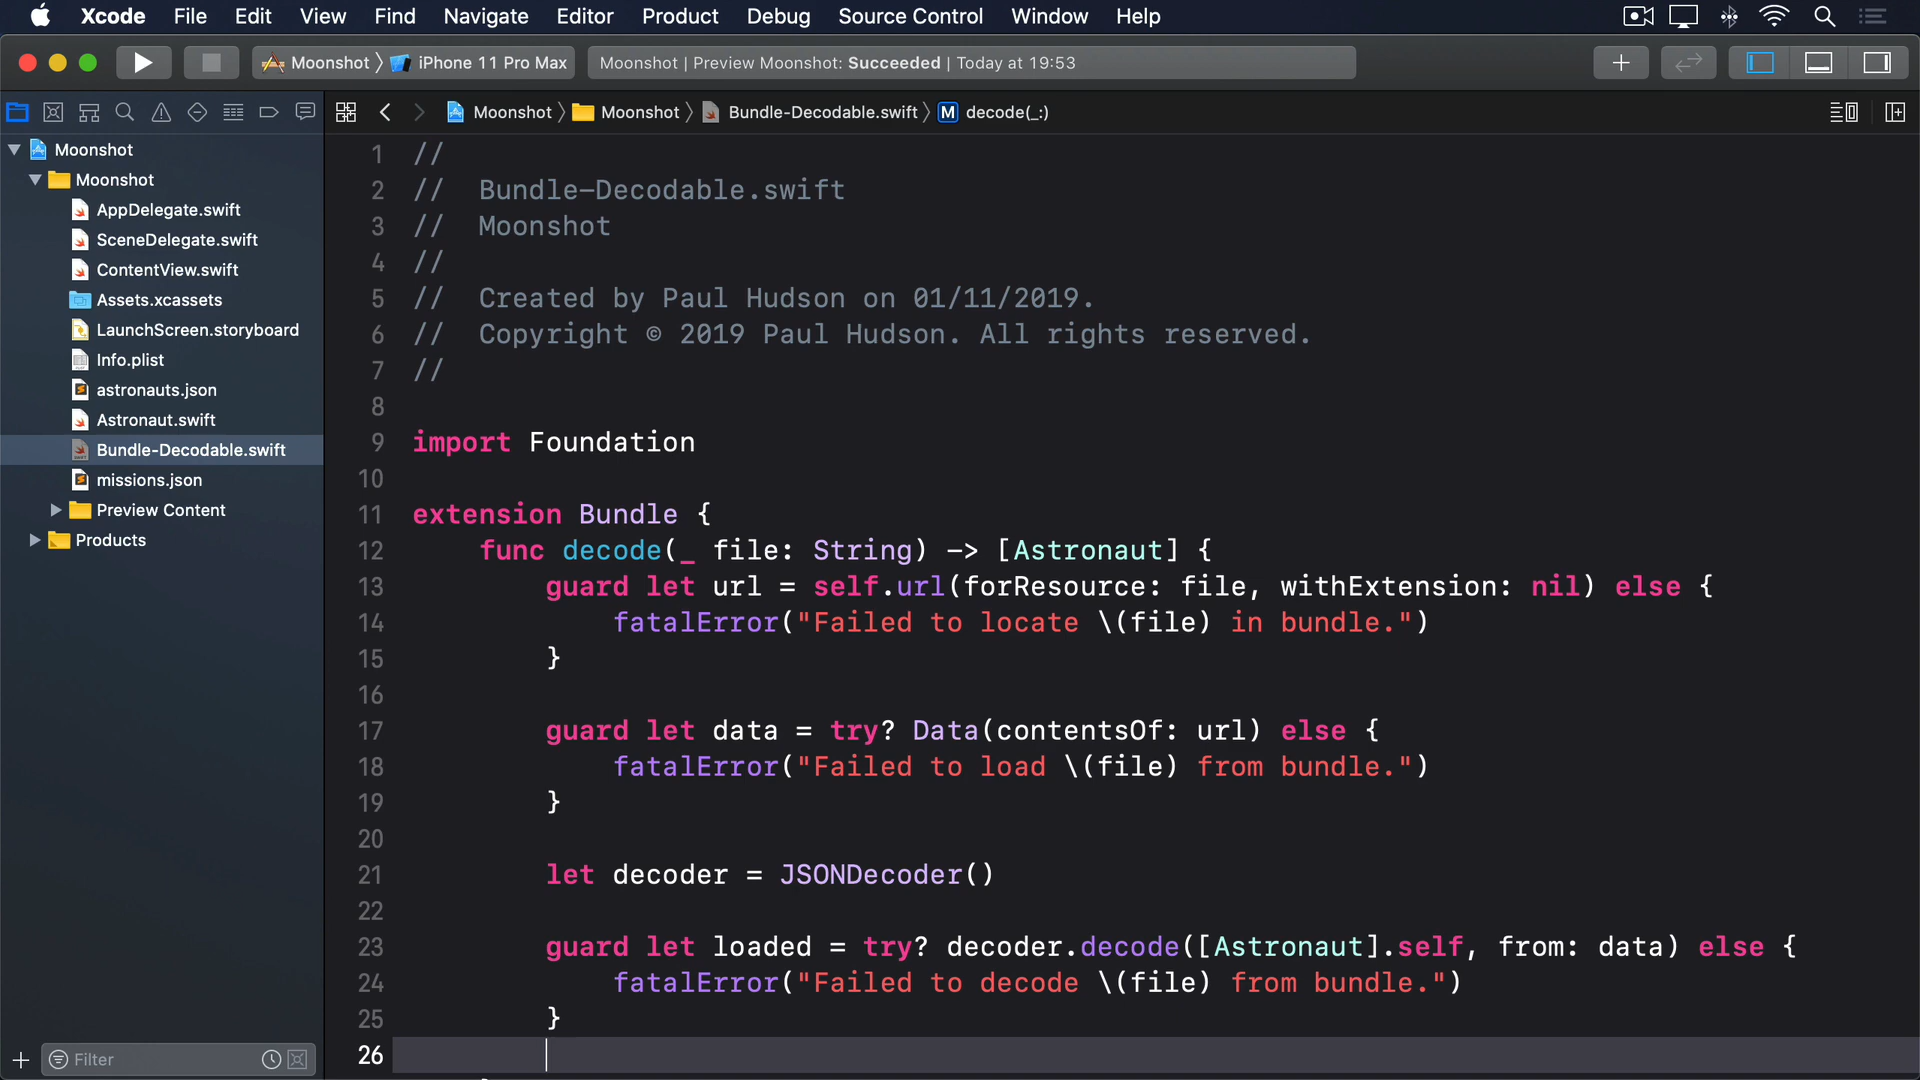 Xcode File Edit View Find Navigate Editor Product Debug Source Control Window Help
Moonshot 〉 iPhone 11 Pro Max
Moonshot | Preview Moonshot: Succeeded | Today at 19:53
Moonshot 〉 Moonshot 〉 Bundle-Decodable.swift 〉 M decode(_:)
Moonshot
Moonshot
AppDelegate.swift
SceneDelegate.swift
ContentView.swift
Assets.xcassets
LaunchScreen.storyboard
Info.plist
astronauts.json
Astronaut.swift
Bundle-Decodable.swift
missions.json
Preview Content
Products
Filter
1 //
2 //  Bundle-Decodable.swift
3 //  Moonshot
4 //
5 //  Created by Paul Hudson on 01/11/2019.
6 //  Copyright © 2019 Paul Hudson. All rights reserved.
7 //
8
9 import Foundation
10
11 extension Bundle {
12     func decode(_ file: String) -> [Astronaut] {
13         guard let url = self.url(forResource: file, withExtension: nil) else {
14             fatalError("Failed to locate \(file) in bundle.")
15         }
16
17         guard let data = try? Data(contentsOf: url) else {
18             fatalError("Failed to load \(file) from bundle.")
19         }
20
21         let decoder = JSONDecoder()
22
23         guard let loaded = try? decoder.decode([Astronaut].self, from: data) else {
24             fatalError("Failed to decode \(file) from bundle.")
25         }
26